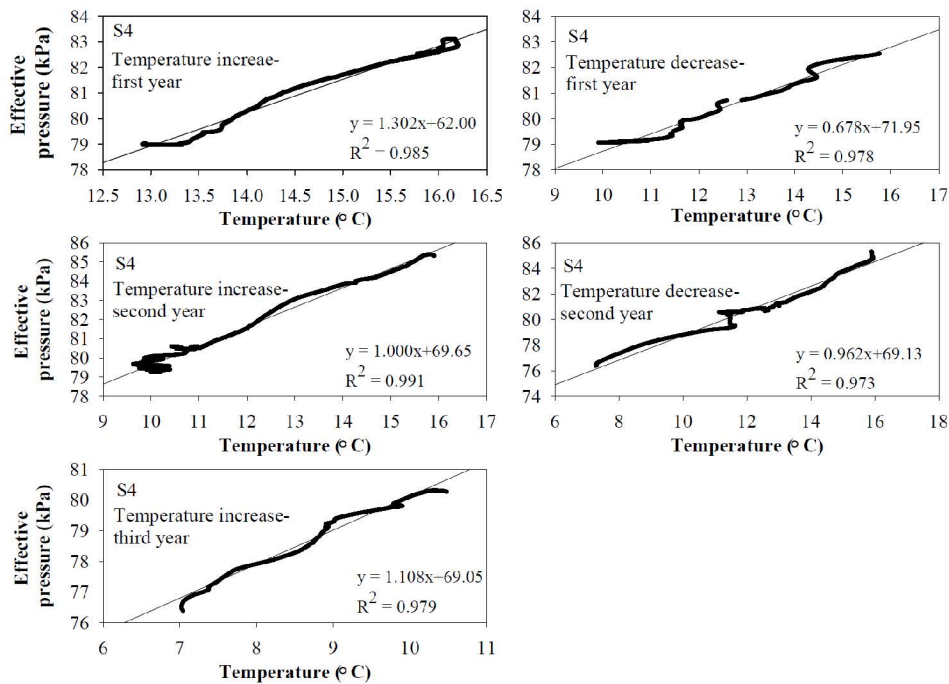 84
83
82
81
80
79
78
Effective
pressure (kPa)
S4
Temperature increae-
first year
y = 1.302x+62.00
R2 = 0.985
12.5 13.0 13.5 14.0 14.5 15.0 15.5 16.0 16.5
Temperature (° C)
84
83
82
81
80
79
78
S4
Temperature decrease-
first year
y = 0.678x+71.95
R2 = 0.978
9 10 11 12 13 14 15 16 17
Temperature (° C)
86
85
84
83
82
81
80
79
78
Effective
pressure (kPa)
S4
Temperature increase-
second year
y = 1.000x+69.65
R2 = 0.991
9 10 11 12 13 14 15 16 17
Temperature (° C)
86
84
82
80
78
76
74
S4
Temperature decrease-
second year
y = 0.962x+69.13
R2 = 0.973
6 8 10 12 14 16 18
Temperature (° C)
81
80
79
78
77
76
Effective
pressure (kPa)
S4
Temperature increase-
third year
y = 1.108x+69.05
R2 = 0.979
6 7 8 9 10 11
Temperature (° C)